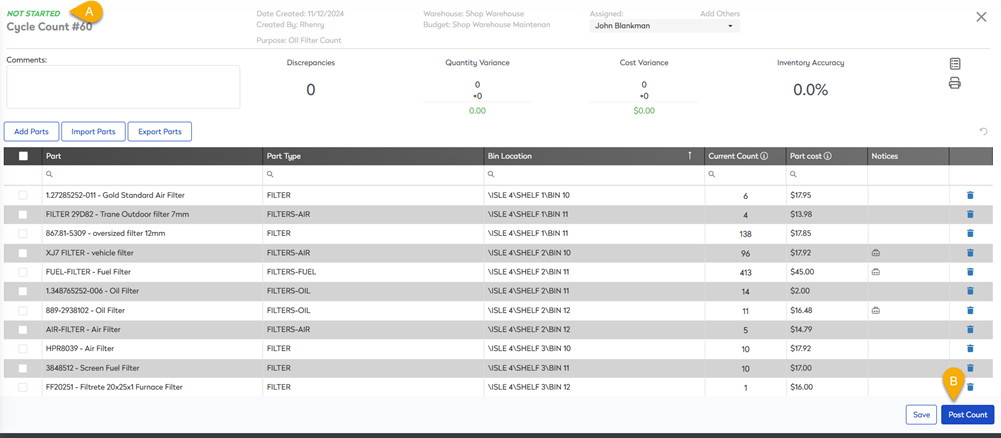 NOT STARTED
A
Cycle Count #60
Date Created: 11/12/2024
Created By: Rhenny
Purpose: Oil Filter Count
Warehouse: Shop Warehouse
Budget: Shop Warehouse Maintenan
Assigned:
John Blankman
Add Others
Comments:
Discrepancies
0
Quantity Variance
0
+0
0.00
Cost Variance
0
+0
$0.00
Inventory Accuracy
0.0%
Add Parts Import Parts Export Parts
Part Part Type Bin Location Current Count Part cost Notices
1.27285252-011 - Gold Standard Air Filter FILTER \ISLE 4\SHELF 1\BIN 10 6 $17.95
FILTER 29D82 - Trane Outdoor filter 7mm FILTERS-AIR \ISLE 4\SHELF 1\BIN 11 4 $13.98
867.81-5309 - oversized filter 12mm FILTER \ISLE 4\SHELF 1\BIN 11 138 $17.85
XJ7 FILTER - vehicle filter FILTERS-AIR \ISLE 4\SHELF 2\BIN 10 96 $17.92
FUEL-FILTER - Fuel Filter FILTERS-FUEL \ISLE 4\SHELF 2\BIN 11 413 $45.00
1.348765252-006 - Oil Filter FILTERS-OIL \ISLE 4\SHELF 2\BIN 11 14 $2.00
889-2938102 - Oil Filter FILTERS-OIL \ISLE 4\SHELF 2\BIN 12 11 $16.48
AIR-FILTER - Air Filter FILTERS-AIR \ISLE 4\SHELF 2\BIN 12 5 $14.79
HPR8039 - Air Filter FILTER \ISLE 4\SHELF 3\BIN 10 10 $17.92
3848512 - Screen Fuel Filter FILTER \ISLE 4\SHELF 3\BIN 11 10 $17.00
FF20251 - Filtrete 20x25x1 Furnace Filter FILTER \ISLE 4\SHELF 3\BIN 12 1 $16.00
B
Save Post Count